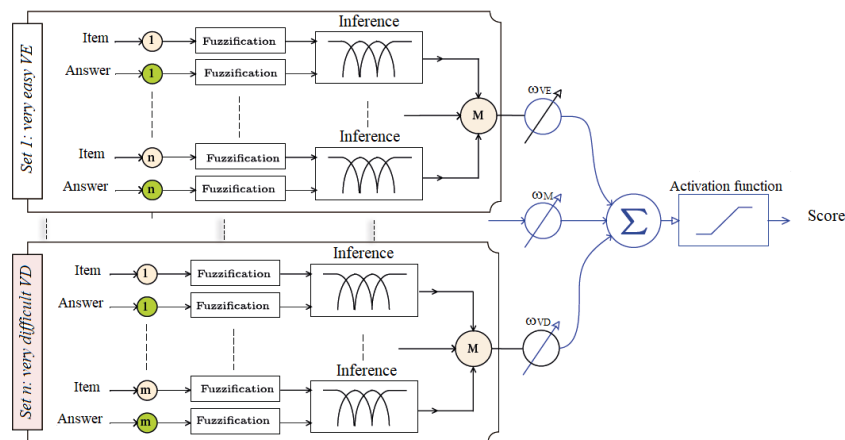 Set 1: very easy VE
Item
1
Fuzzification
Inference
Answer
1
Fuzzification
M
ωVE
Item
n
Fuzzification
Inference
Answer
n
Fuzzification
ωM
Σ
Activation function
Score
Set n: very difficult VD
Item
1
Fuzzification
Inference
Answer
1
Fuzzification
M
ωVD
Item
m
Fuzzification
Inference
Answer
m
Fuzzification